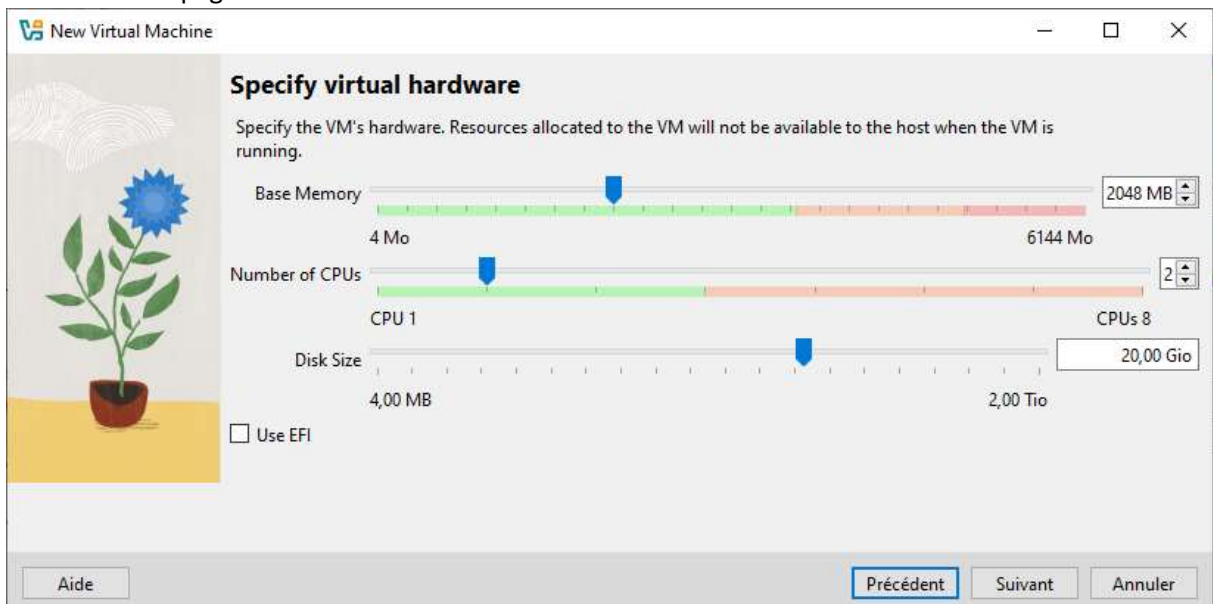 New Virtual Machine
Specify virtual hardware
Specify the VM's hardware. Resources allocated to the VM will not be available to the host when the VM is
running.
Base Memory 2048 MB
4 Mo 6144 Mo
Number of CPUs 2
CPU 1 CPUs 8
Disk Size 20,00 Gio
4,00 MB 2,00 Tio
Use EFI
Aide Précédent Suivant Annuler